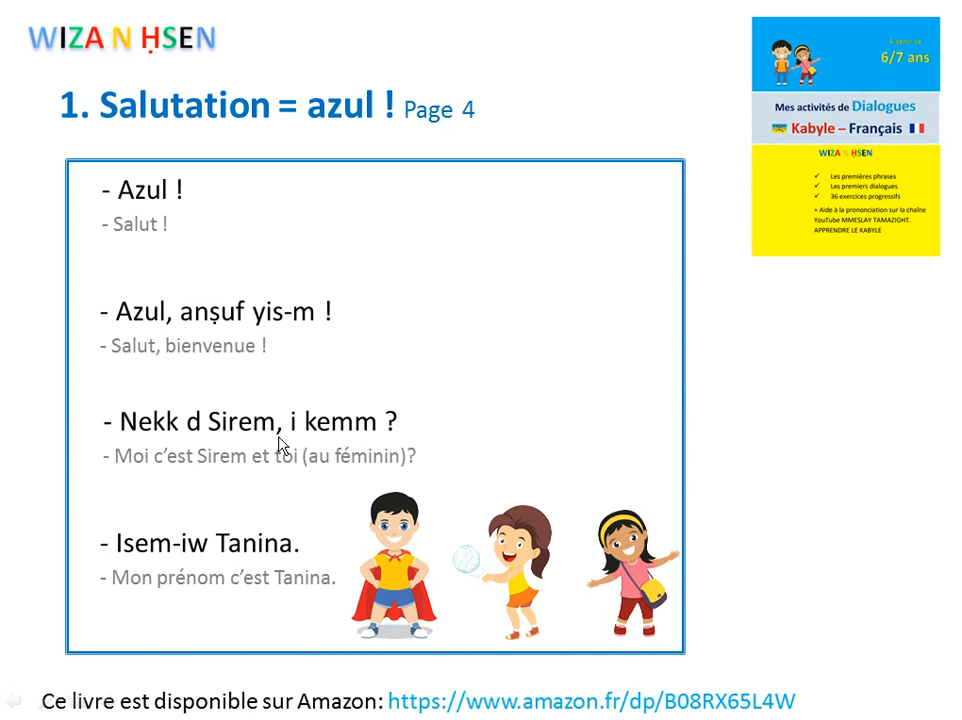 WIZA N ḤSEN
1. Salutation = azul ! Page 4
- Azul !
- Salut !
- Azul, anṣuf yis-m !
- Salut, bienvenue !
- Nekk d Sirem, i kemm ?
- Moi c’est Sirem et toi (au féminin)?
- Isem-iw Tanina.
- Mon prénom c’est Tanina.
À partir de
6/7 ans
Mes activités de Dialogues
Kabyle – Français
WIZA N ḤSEN
✓ Les premières phrases
✓ Les premiers dialogues
✓ 36 exercices progressifs
+ Aide à la prononciation sur la chaîne
YouTube MMESLAY TAMAZIGHT.
APPRENDRE LE KABYLE
Ce livre est disponible sur Amazon: https://www.amazon.fr/dp/B08RX65L4W